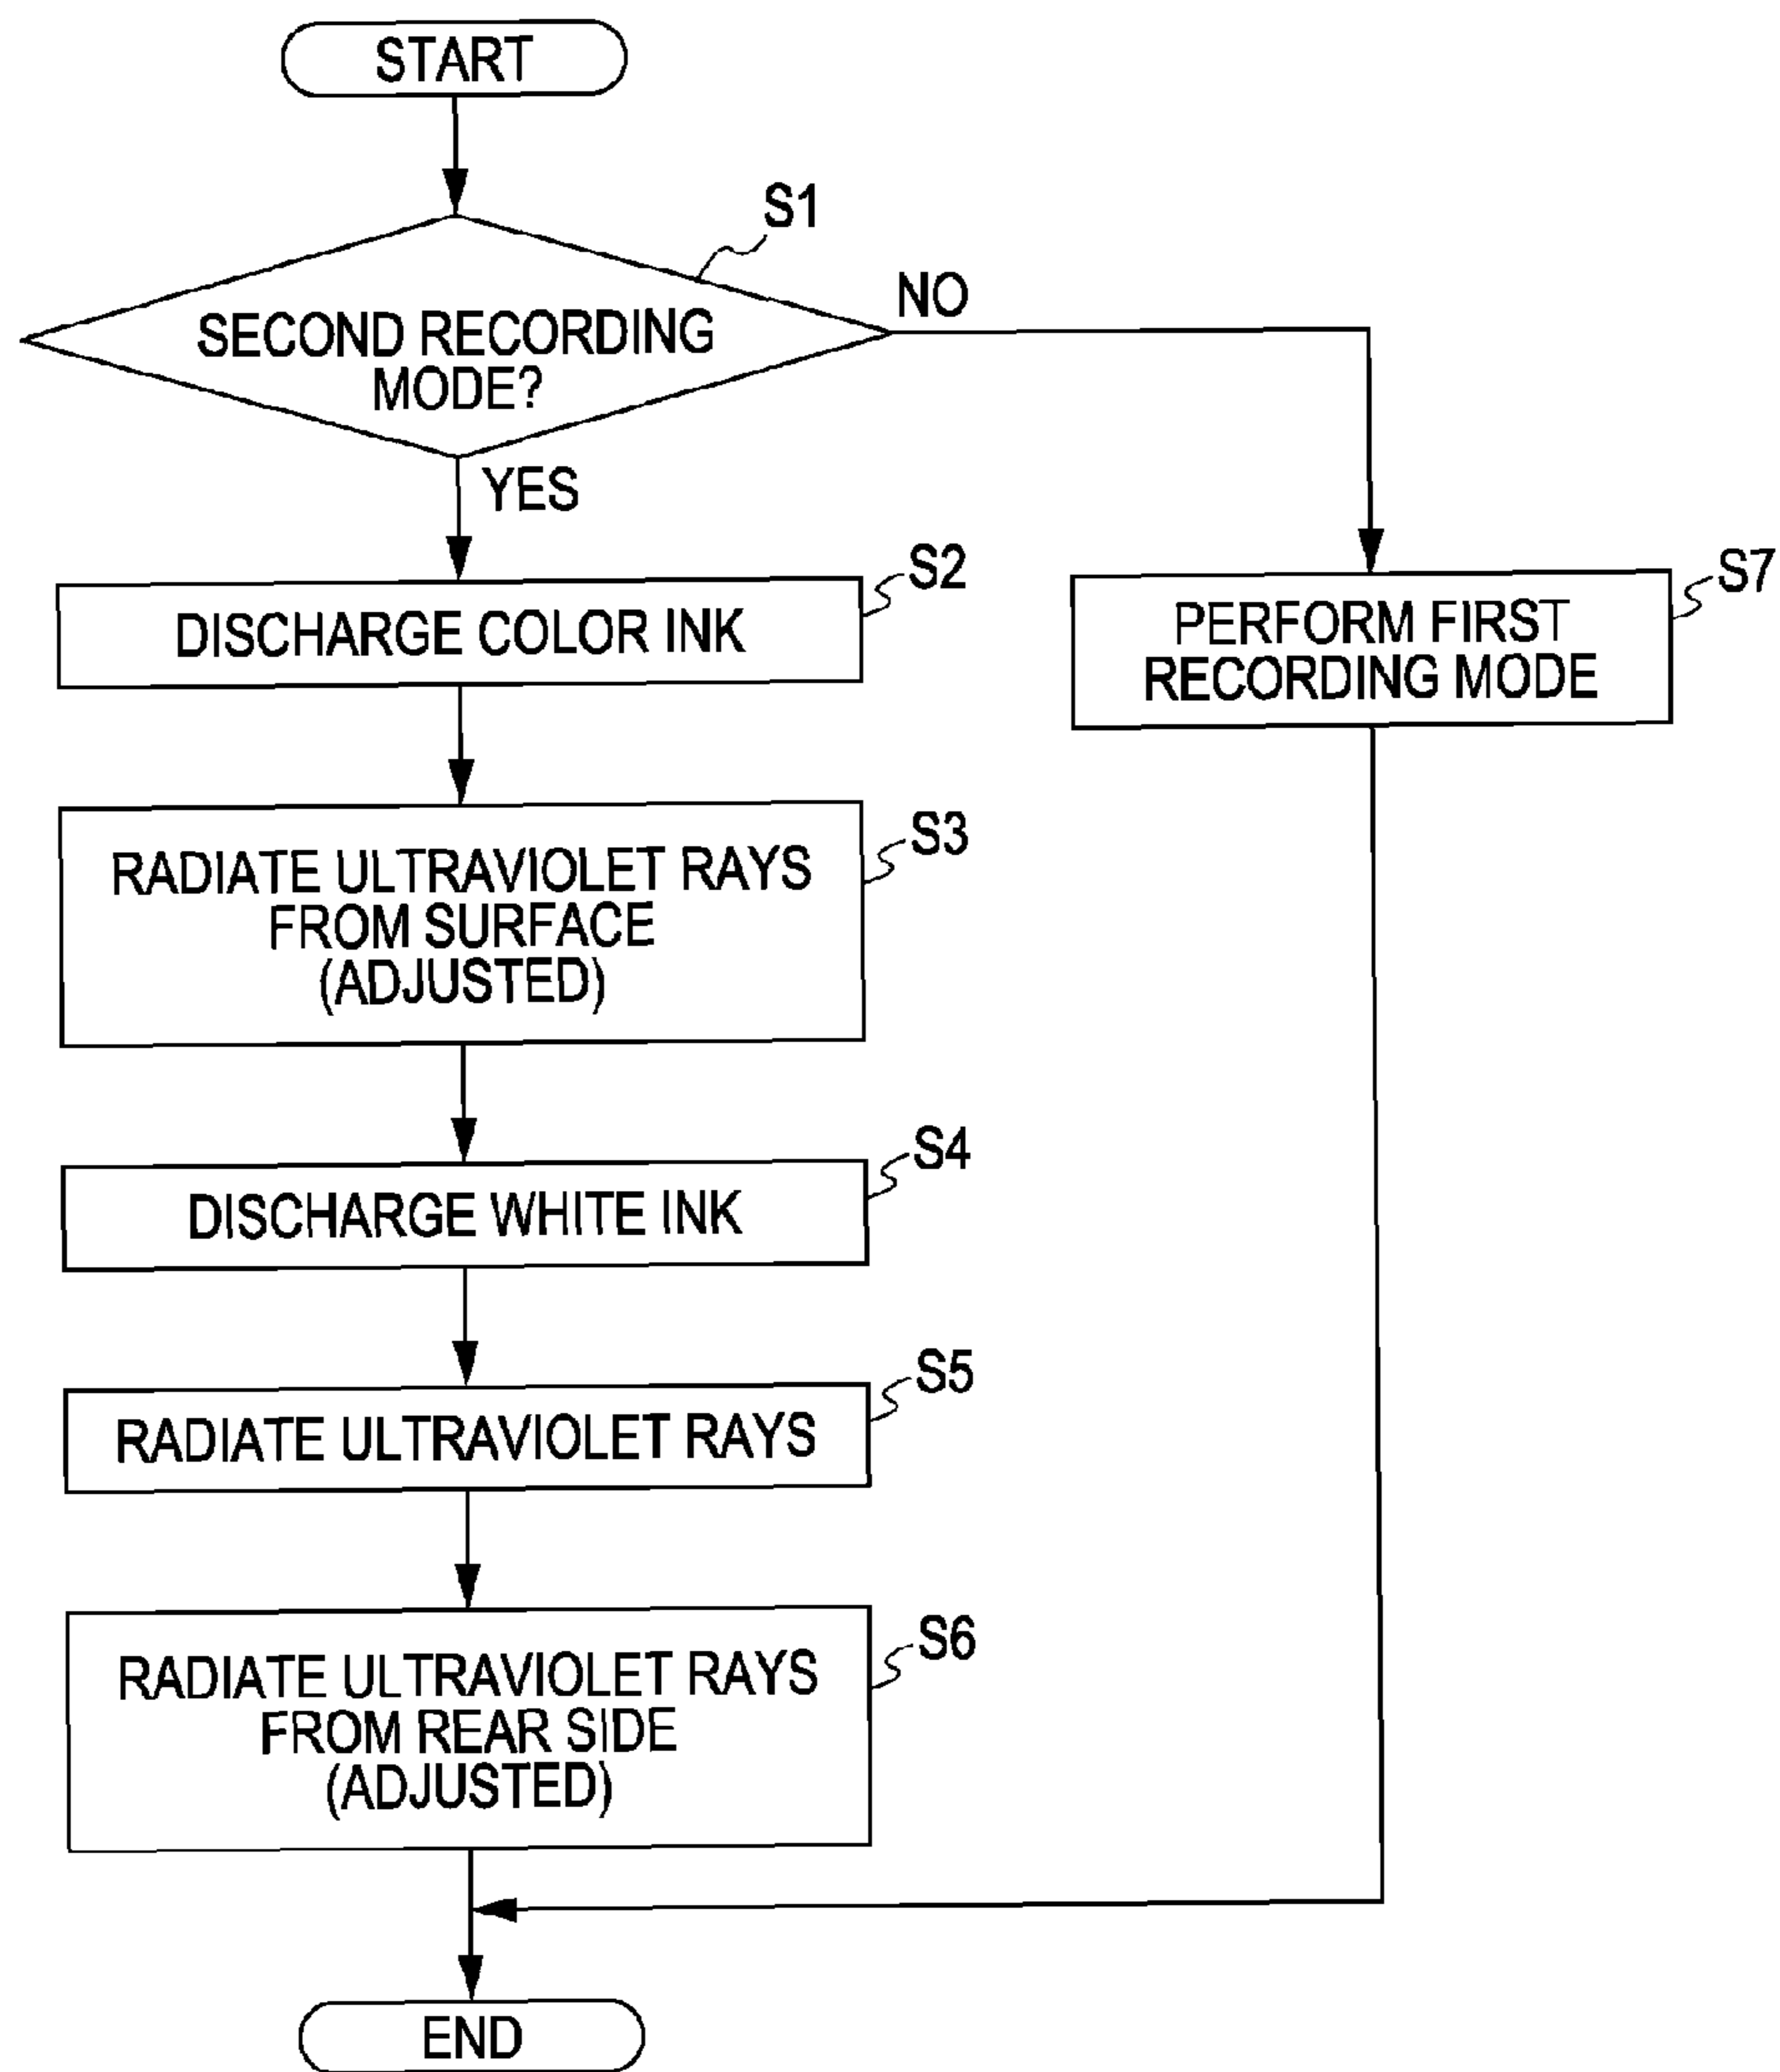 START
S1
SECOND RECORDING
MODE?
NO
YES
S2
DISCHARGE COLOR INK
S7
PERFORM FIRST
RECORDING MODE
S3
RADIATE ULTRAVIOLET RAYS
FROM SURFACE
(ADJUSTED)
S4
DISCHARGE WHITE INK
S5
RADIATE ULTRAVIOLET RAYS
S6
RADIATE ULTRAVIOLET RAYS
FROM REAR SIDE
(ADJUSTED)
END